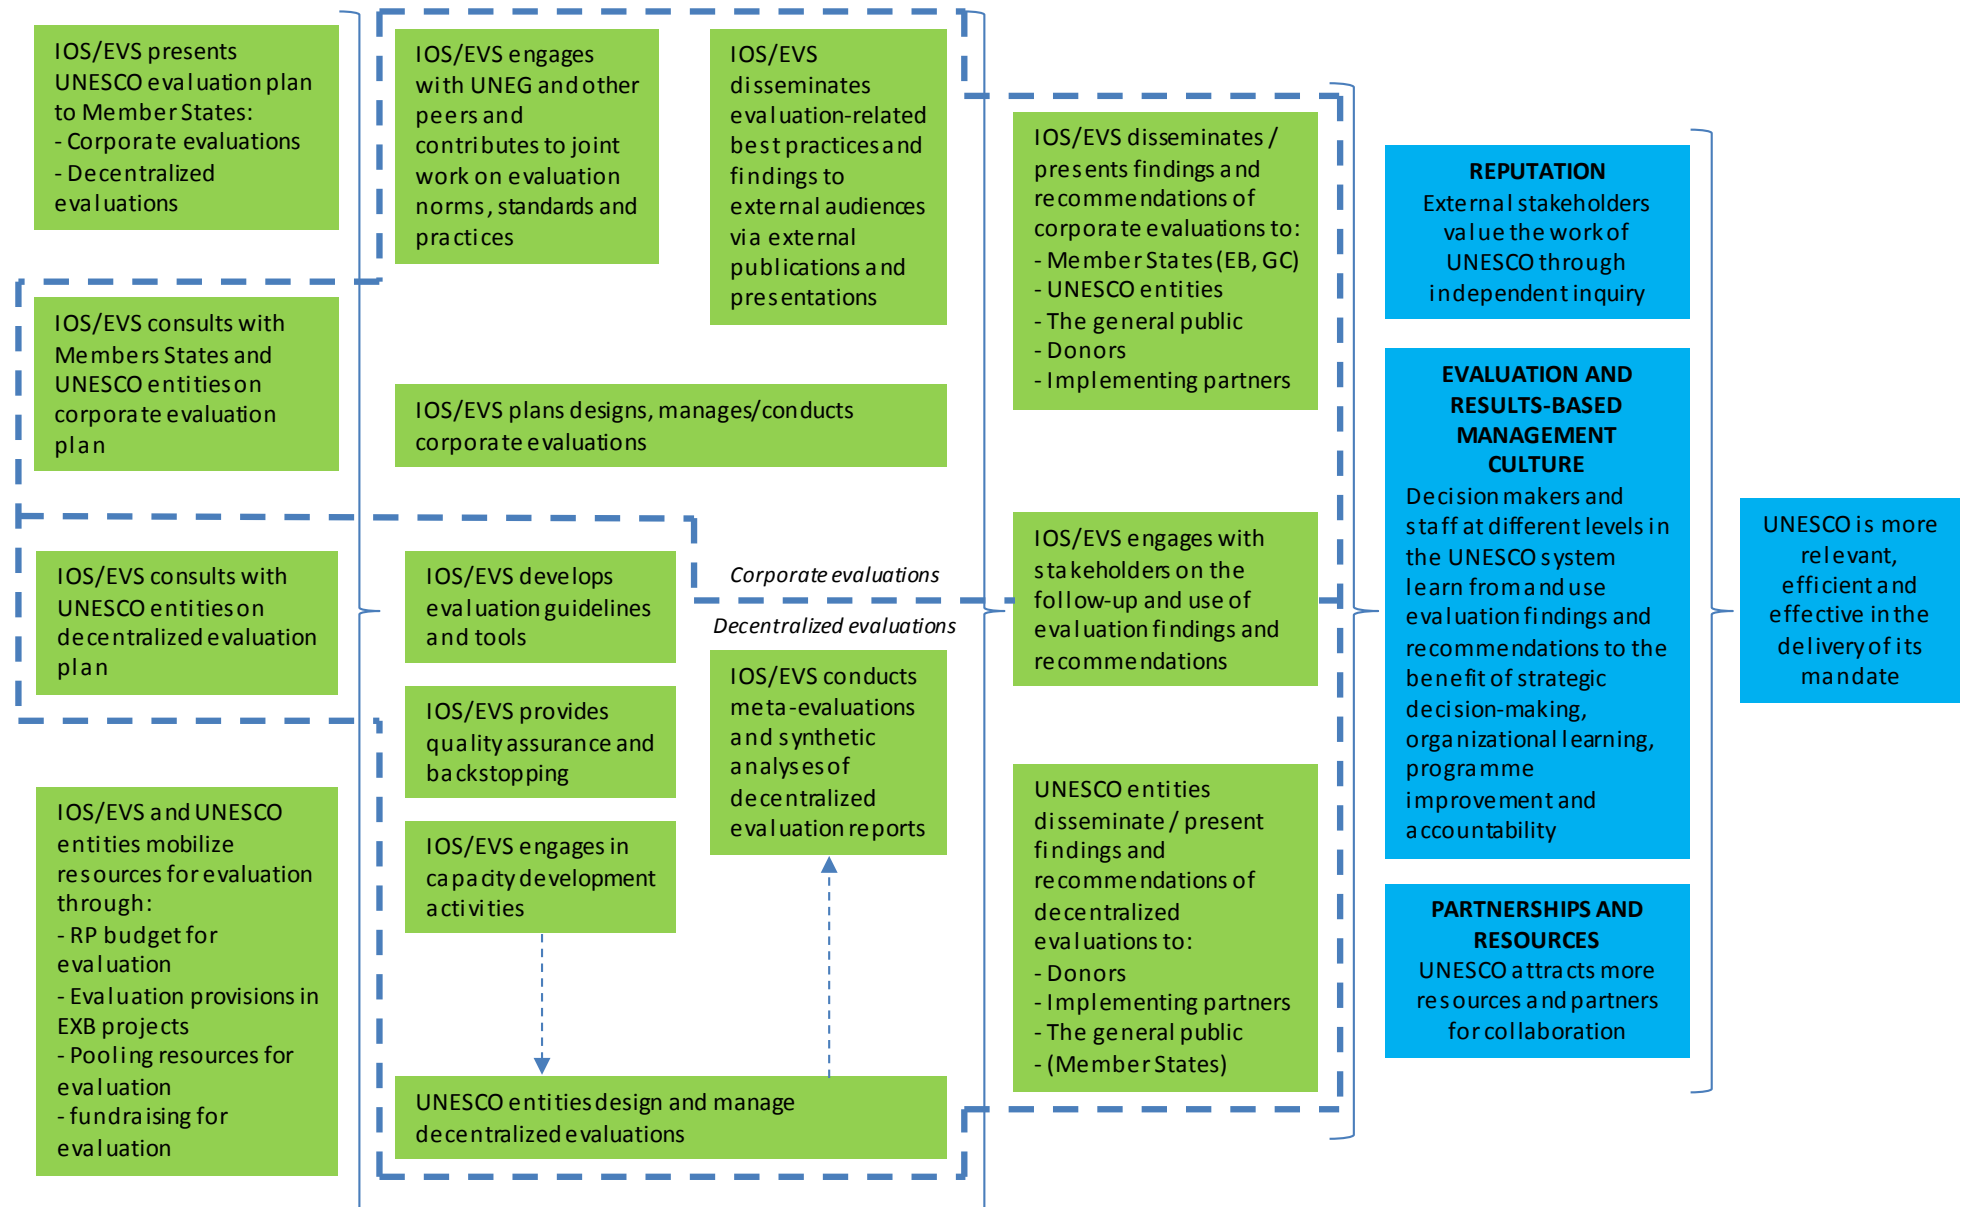 IOS/EVS presents
UNESCO evaluation plan
to Member States:
- Corporate evaluations
- Decentralized
evaluations
IOS/EVS consults with
Members States and
UNESCO entities on
corporate evaluation
plan
IOS/EVS consults with
UNESCO entities on
decentralized evaluation
plan
IOS/EVS and UNESCO
entities mobilize
resources for evaluation
through:
- RP budget for
evaluation
- Evaluation provisions in
EXB projects
- Pooling resources for
evaluation
- fundraising for
evaluation
IOS/EVS engages
with UNEG and other
peers and
contributes to joint
work on evaluation
norms, standards and
practices
IOS/EVS
disseminates
evaluation-related
best practices and
findings to
external audiences
via external
publications and
presentations
IOS/EVS plans designs, manages/conducts
corporate evaluations
IOS/EVS develops
evaluation guidelines
and tools
IOS/EVS provides
quality assurance and
backstopping
IOS/EVS engages in
capacity development
activities
Corporate evaluations
Decentralized evaluations
IOS/EVS conducts
meta-evaluations
and synthetic
analyses of
decentralized
evaluation reports
UNESCO entities design and manage
decentralized evaluations
IOS/EVS disseminates /
presents findings and
recommendations of
corporate evaluations to:
- Member States (EB, GC)
- UNESCO entities
- The general public
- Donors
- Implementing partners
IOS/EVS engages with
stakeholders on the
follow-up and use of
evaluation findings and
recommendations
UNESCO entities
disseminate / present
findings and
recommendations of
decentralized
evaluations to:
- Donors
- Implementing partners
- The general public
- (Member States)
REPUTATION
External stakeholders
value the work of
UNESCO through
independent inquiry
EVALUATION AND
RESULTS-BASED
MANAGEMENT
CULTURE
Decision makers and
staff at different levels in
the UNESCO system
learn from and use
evaluation findings and
recommendations to the
benefit of strategic
decision-making,
organizational learning,
programme
improvement and
accountability
PARTNERSHIPS AND
RESOURCES
UNESCO attracts more
resources and partners
for collaboration
UNESCO is more
relevant,
efficient and
effective in the
delivery of its
mandate